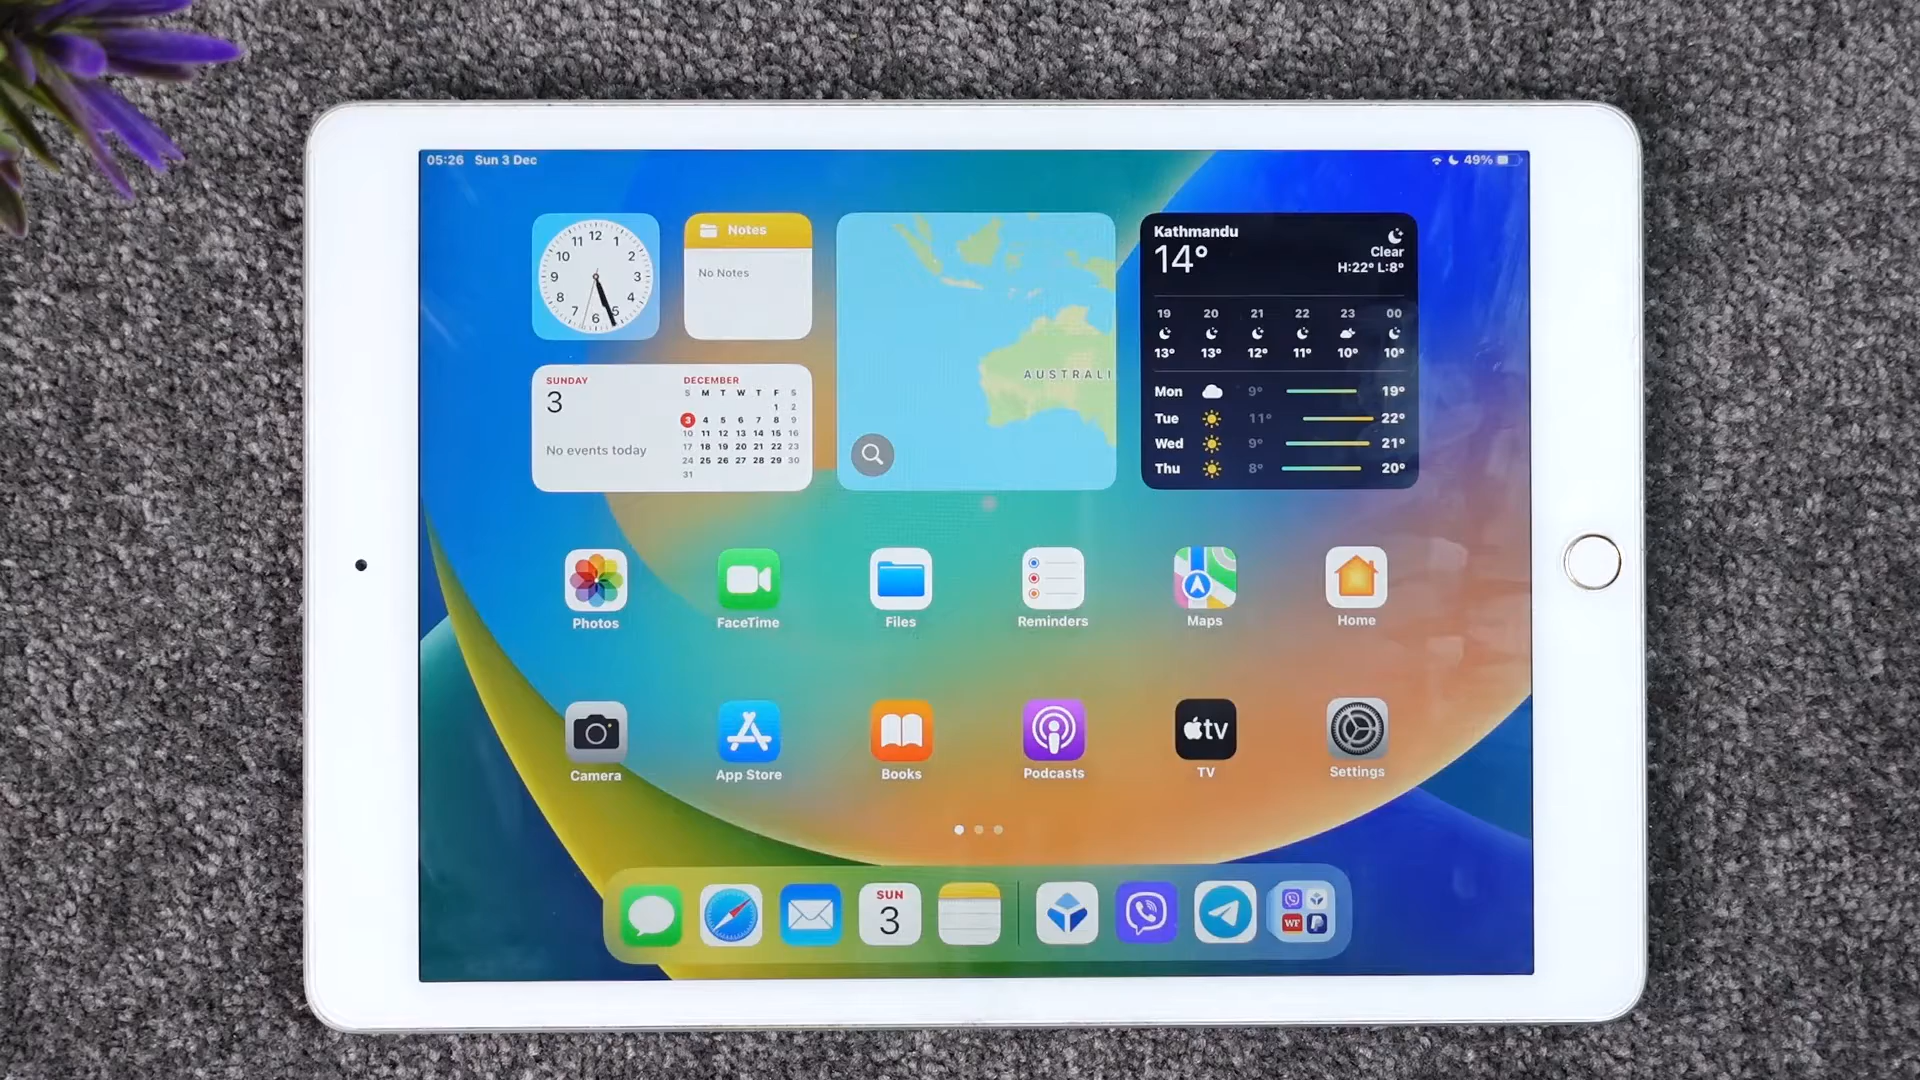 05:26 Sun 3 Dec
49%
12
11 1
10 2
9 3
8 4
7 5
6
Notes
No Notes
SUNDAY
3
No events today
DECEMBER
S M T W T F S
1 2
3 4 5 6 7 8 9
10 11 12 13 14 15 16
17 18 19 20 21 22 23
24 25 26 27 28 29 30
31
AUSTRALI
Kathmandu
14°
Clear
H:22° L:8°
19 20 21 22 23 00
13° 13° 12° 11° 10° 10°
Mon 9° 19°
Tue 11° 22°
Wed 9° 21°
Thu 8° 20°
Photos FaceTime Files Reminders Maps Home
tv
Camera App Store Books Podcasts TV Settings
SUN
3
WF